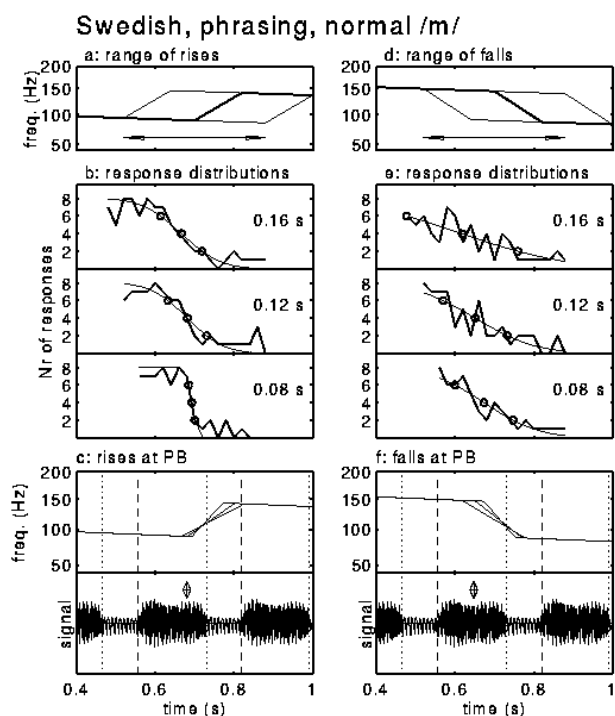 Swedish, phrasing, normal /m/
a: range of rises
200
150
100
50
freq. (Hz)
d: range of falls
200
150
100
50
b: response distributions
8
6
4
2
0.16 s
8
6
4
2
0.12 s
8
6
4
2
0.08 s
Nr of responses
e: response distributions
8
6
4
2
0.16 s
8
6
4
2
0.12 s
8
6
4
2
0.08 s
c: rises at PB
200
150
100
50
freq. (Hz)
signal
0.4 0.6 0.8 1
time (s)
f: falls at PB
200
150
100
50
0.4 0.6 0.8 1
time (s)